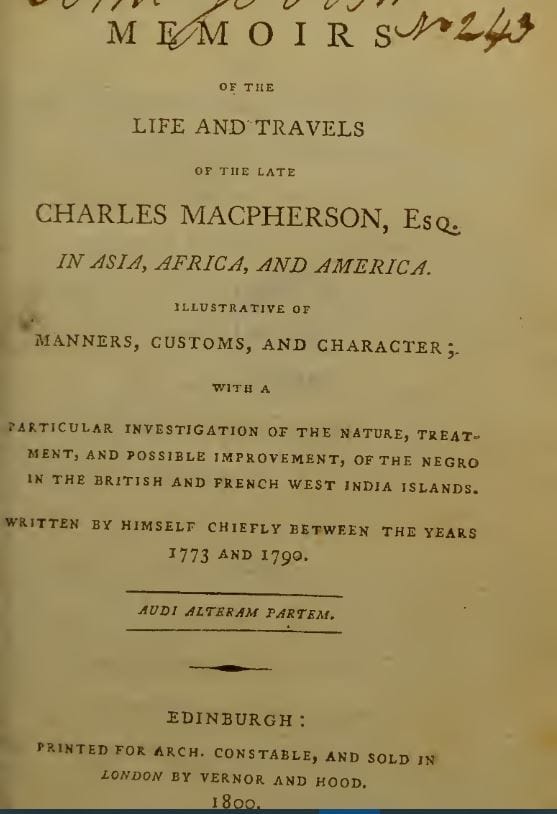 MEMOIRS
No 243
OF THE
LIFE AND TRAVELS
OF THE LATE
CHARLES MACPHERSON, ESQ.
IN ASIA, AFRICA, AND AMERICA.
ILLUSTRATIVE OF
MANNERS, CUSTOMS, AND CHARACTER;
WITH A
PARTICULAR INVESTIGATION OF THE NATURE, TREAT-
MENT, AND POSSIBLE IMPROVEMENT, OF THE NEGRO
IN THE BRITISH AND FRENCH WEST INDIA ISLANDS.
WRITTEN BY HIMSELF CHIEFLY BETWEEN THE YEARS
1773 AND 1790.
AUDI ALTERAM PARTEM.
EDINBURGH:
PRINTED FOR ARCH. CONSTABLE, AND SOLD IN
LONDON BY VERNOR AND HOOD.
1800.